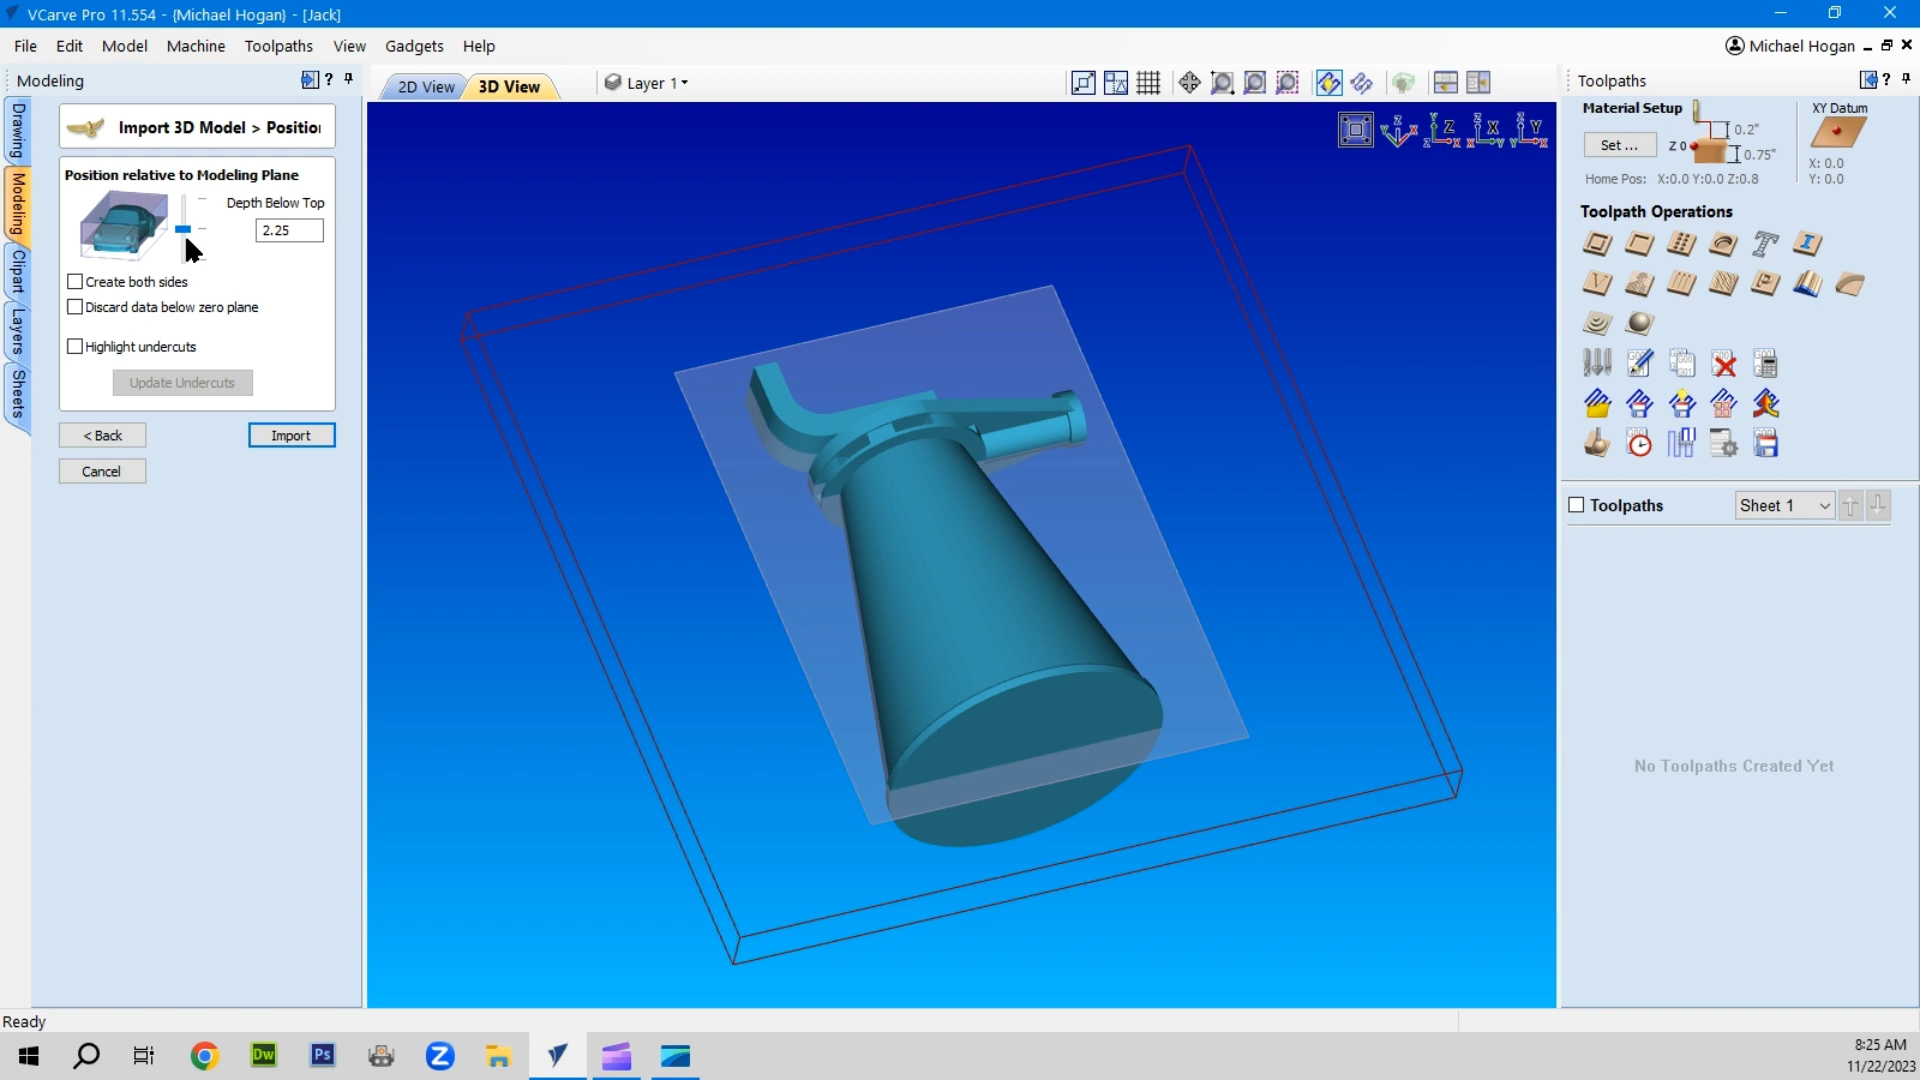 VCarve Pro 11.554 - {Michael Hogan} - [Jack]
File Edit Model Machine Toolpaths View Gadgets Help
Michael Hogan
Modeling
2D View 3D View Layer 1
Toolpaths
Drawing
Modeling
Clipart
Layers
Sheets
Import 3D Model > Position
Position relative to Modeling Plane
Depth Below Top
2.25
Create both sides
Discard data below zero plane
Highlight undercuts
Update Undercuts
< Back Import
Cancel
Material Setup
Set ...
Z 0
0.2"
0.75"
XY Datum
X: 0.0
Y: 0.0
Home Pos: X:0.0 Y:0.0 Z:0.8
Toolpath Operations
Toolpaths Sheet 1
No Toolpaths Created Yet
Ready
Dw
Ps
8:25 AM
11/22/2023